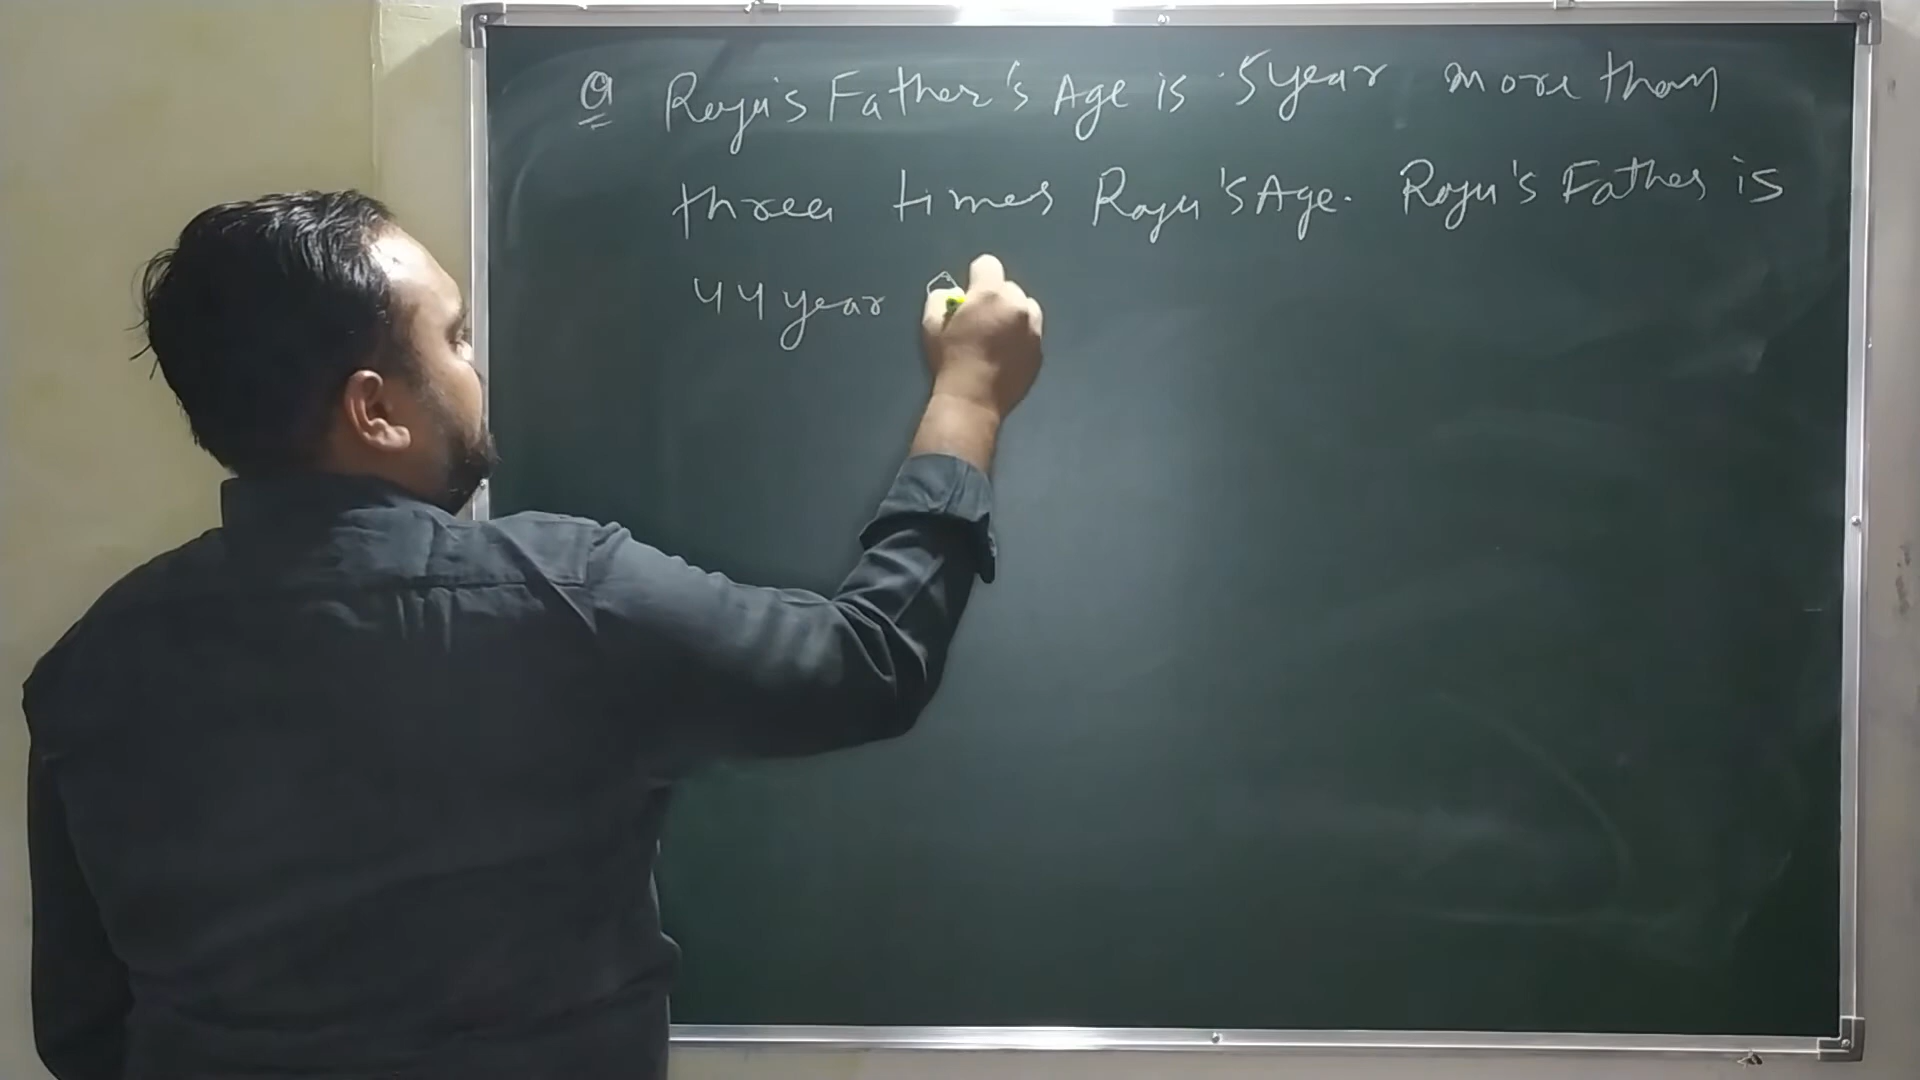 Q Raju's Father's Age is 5 year more than
three times Raju's Age. Raju's Father is
44 year